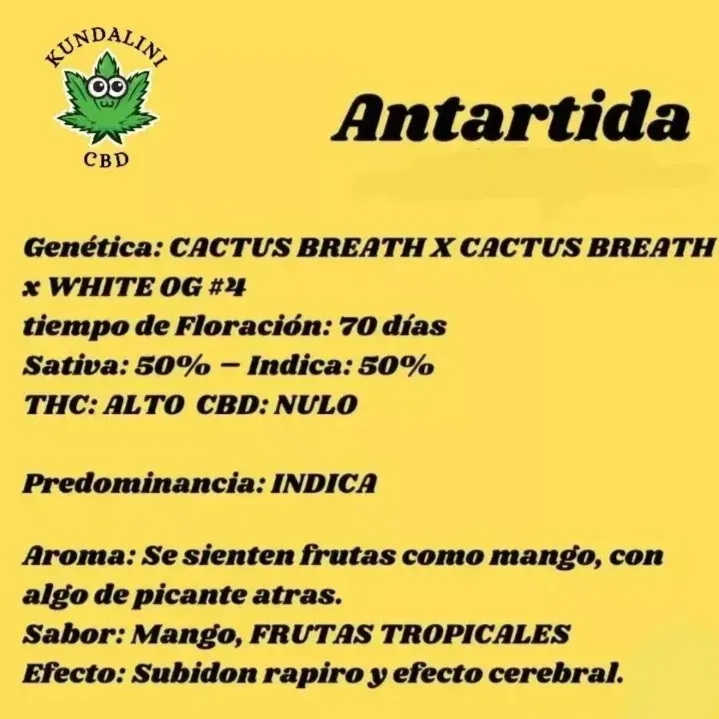 KUNDALINI
CBD
Antartida
Genética: CACTUS BREATH X CACTUS BREATH
x WHITE OG #4
tiempo de Floración: 70 días
Sativa: 50% – Indica: 50%
THC: ALTO CBD: NULO
Predominancia: INDICA
Aroma: Se sienten frutas como mango, con
algo de picante atras.
Sabor: Mango, FRUTAS TROPICALES
Efecto: Subidon rapiro y efecto cerebral.